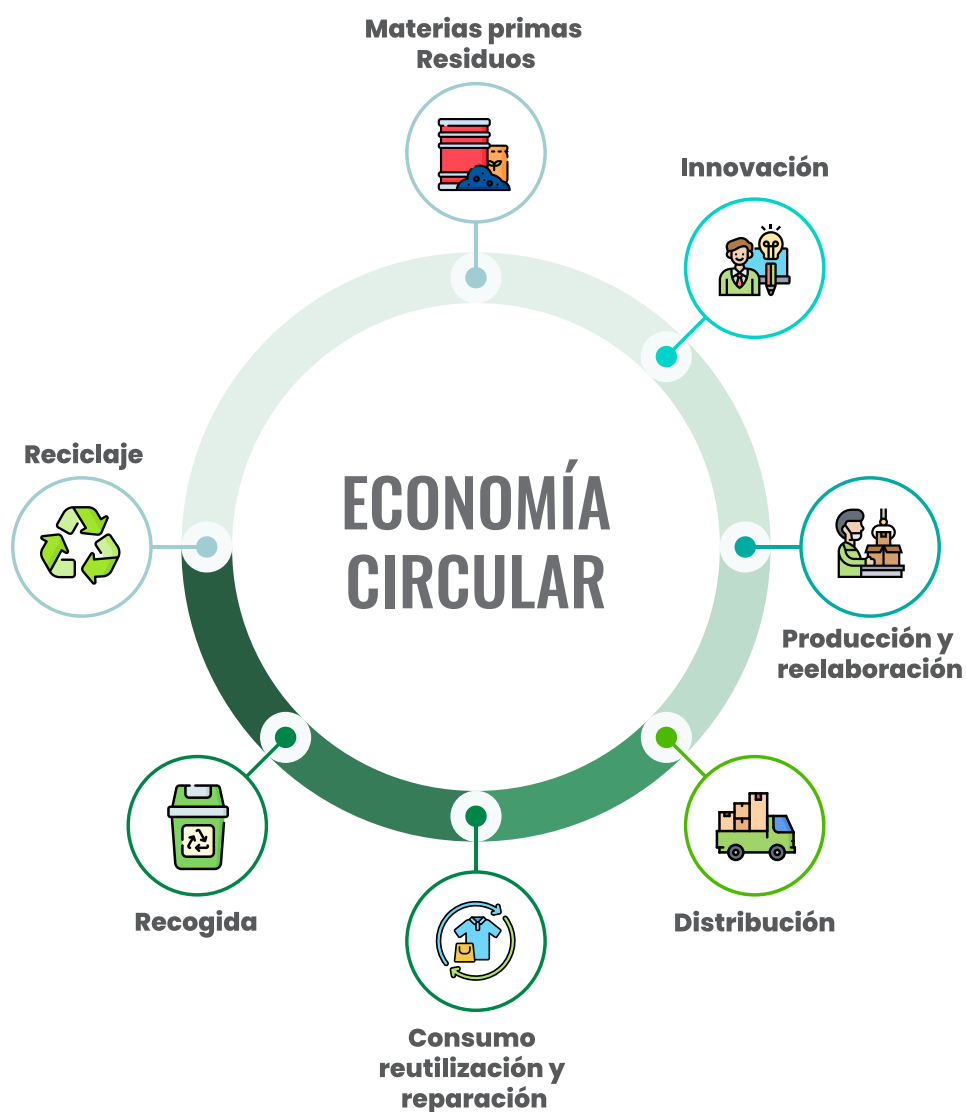 Materias primas
Residuos
Innovación
Reciclaje
ECONOMÍA
CIRCULAR
Producción y
reelaboración
Recogida
Distribución
Consumo
reutilización y
reparación